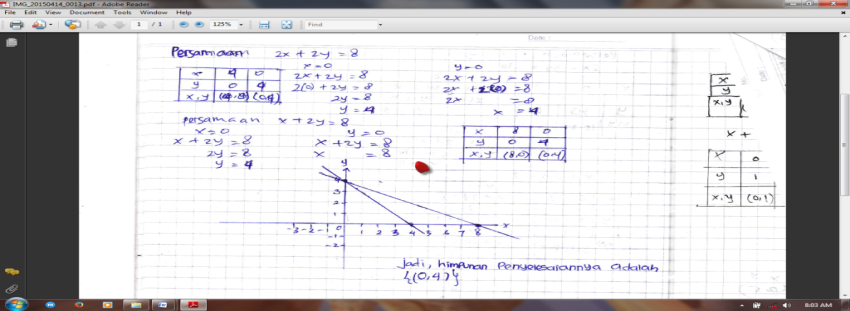 IMG_20150414_0013.pdf - Adobe Reader
File Edit View Document Tools Window Help
1 / 1
125%
Find
Persamaan 2x + 2y = 8
x 4 0
y 0 4
x,y (4,0) (0,4)
x = 0
2x + 2y = 8
2(0) + 2y = 8
2y = 8
y = 4
y = 0
2x + 2y = 8
2x + 2(0) = 8
2x = 8
x = 4
Persamaan x + 2y = 8
x = 0
x + 2y = 8
2y = 8
y = 4
y = 0
x + 2y = 8
x = 8
x 8 0
y 0 4
x,y (8,0) (0,4)
y
4
3
2
1
-3 -2 -1 0 1 2 3 4 5 6 7 8 x
-1
-2
Jadi, himpunan Penyelesaiannya Adalah
{(0,4)}
x
y
x,y
x +
x 0
y 1
x,y (0,1)
8:03 AM